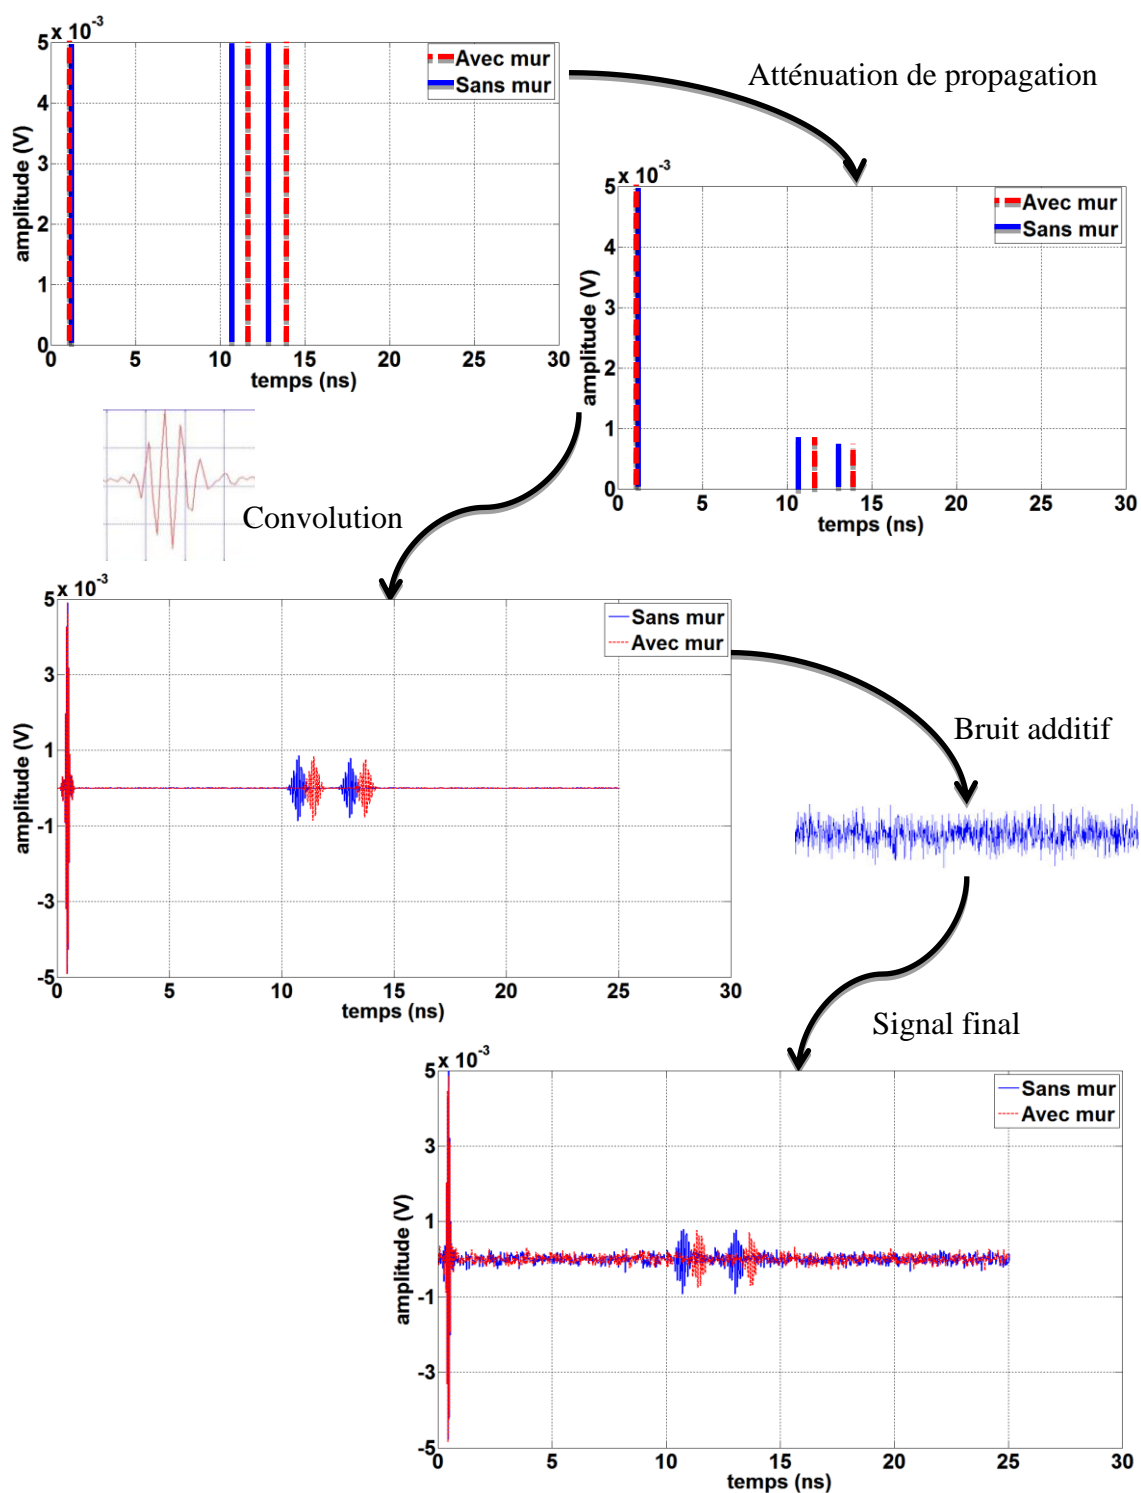 5 x 10-3
Avec mur
Sans mur
4
3
2
1
0
amplitude (V)
0 5 10 15 20 25 30
temps (ns)
Atténuation de propagation
5 x 10-3
Avec mur
Sans mur
4
3
2
1
0
amplitude (V)
0 5 10 15 20 25 30
temps (ns)
Convolution
5 x 10-3
Sans mur
Avec mur
3
1
-1
-3
-5
amplitude (V)
0 5 10 15 20 25 30
temps (ns)
Bruit additif
Signal final
5 x 10-3
Sans mur
Avec mur
3
1
-1
-3
-5
amplitude (V)
0 5 10 15 20 25 30
temps (ns)